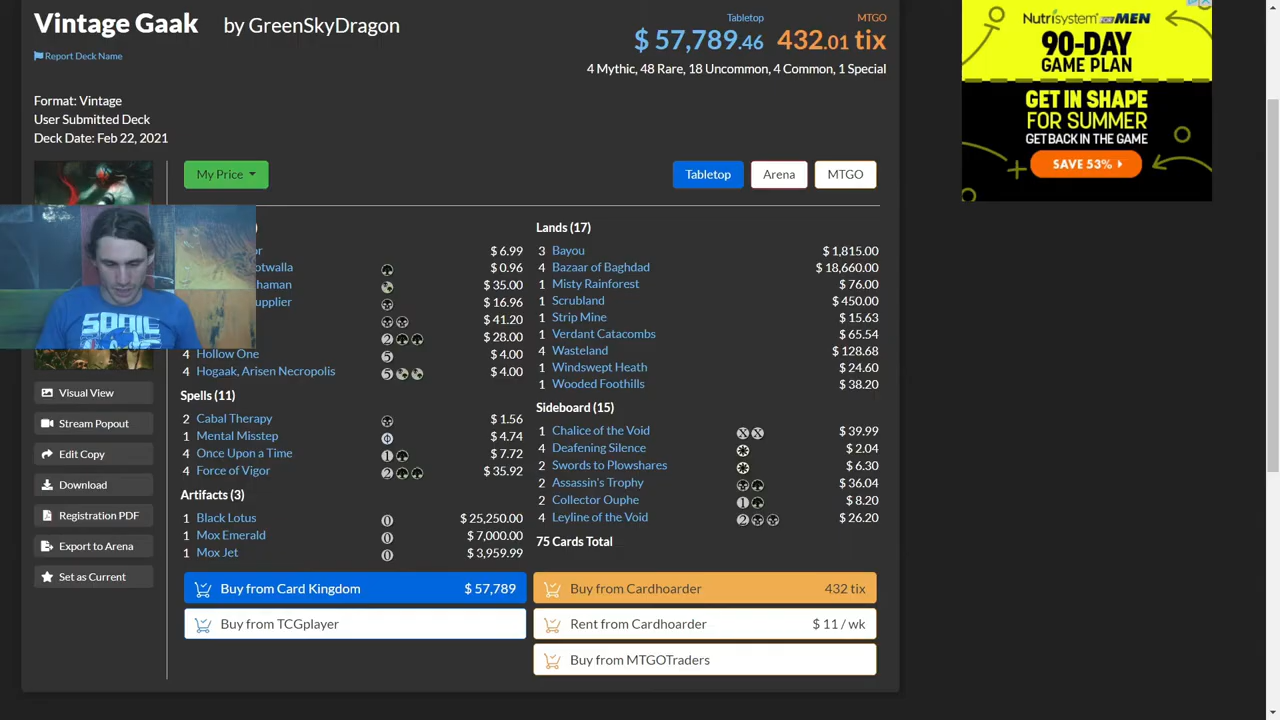 Vintage Gaak by GreenSkyDragon
Report Deck Name
Tabletop
$ 57,789.46
MTGO
432.01 tix
4 Mythic, 48 Rare, 18 Uncommon, 4 Common, 1 Special
Format: Vintage
User Submitted Deck
Deck Date: Feb 22, 2021
My Price
Tabletop
Arena
MTGO
$ 6.99
$ 0.96
$ 35.00
$ 16.96
$ 41.20
2 $ 28.00
4 Hollow One 5 $ 4.00
4 Hogaak, Arisen Necropolis 5 $ 4.00
Spells (11)
2 Cabal Therapy $ 1.56
1 Mental Misstep $ 4.74
4 Once Upon a Time 1 $ 7.72
4 Force of Vigor 2 $ 35.92
Artifacts (3)
1 Black Lotus 0 $ 25,250.00
1 Mox Emerald 0 $ 7,000.00
1 Mox Jet 0 $ 3,959.99
Lands (17)
3 Bayou $ 1,815.00
4 Bazaar of Baghdad $ 18,660.00
1 Misty Rainforest $ 76.00
1 Scrubland $ 450.00
1 Strip Mine $ 15.63
1 Verdant Catacombs $ 65.54
4 Wasteland $ 128.68
1 Windswept Heath $ 24.60
1 Wooded Foothills $ 38.20
Sideboard (15)
1 Chalice of the Void X X $ 39.99
4 Deafening Silence $ 2.04
2 Swords to Plowshares $ 6.30
2 Assassin's Trophy $ 36.04
2 Collector Ouphe 1 $ 8.20
4 Leyline of the Void 2 $ 26.20
75 Cards Total
Visual View
Stream Popout
Edit Copy
Download
Registration PDF
Export to Arena
Set as Current
Buy from Card Kingdom $ 57,789
Buy from TCGplayer
Buy from Cardhoarder 432 tix
Rent from Cardhoarder $ 11 / wk
Buy from MTGOTraders
SONIC
Nutrisystem FOR MEN
90-DAY
GAME PLAN
GET IN SHAPE
FOR SUMMER
GET BACK IN THE GAME
SAVE 53%